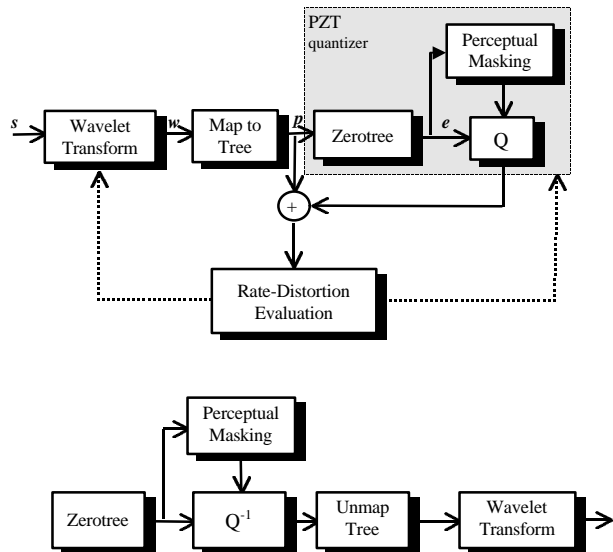 PZT
quantizer
Perceptual
Masking
s
Wavelet
Transform
w
Map to
Tree
p
Zerotree
e
Q
+
Rate-Distortion
Evaluation
Perceptual
Masking
Zerotree
Q-1
Unmap
Tree
Wavelet
Transform